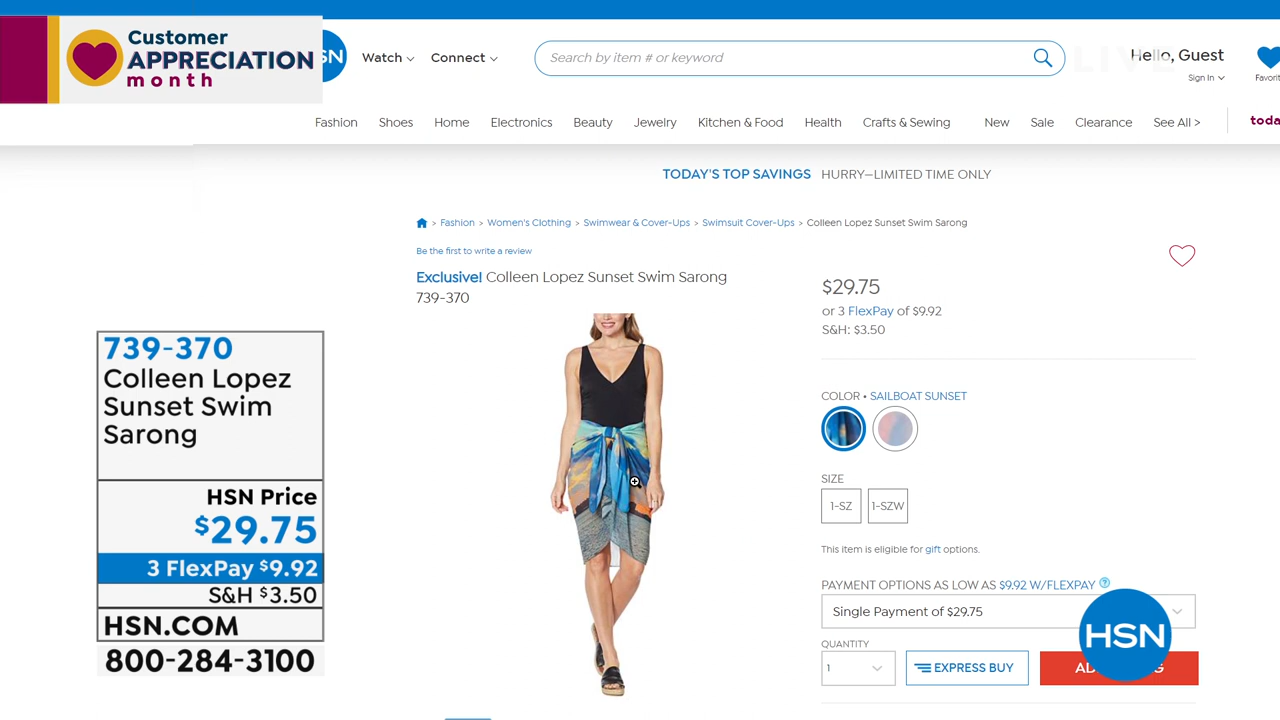 Customer
APPRECIATION
month
SN
Watch
Connect
Search by item # or keyword
LIVE
Hello, Guest
Sign In
Favorit
Fashion
Shoes
Home
Electronics
Beauty
Jewelry
Kitchen & Food
Health
Crafts & Sewing
New
Sale
Clearance
See All >
toda
TODAY'S TOP SAVINGS HURRY—LIMITED TIME ONLY
> Fashion > Women's Clothing > Swimwear & Cover-Ups > Swimsuit Cover-Ups > Colleen Lopez Sunset Swim Sarong
Be the first to write a review
Exclusive! Colleen Lopez Sunset Swim Sarong
739-370
$29.75
or 3 FlexPay of $9.92
S&H: $3.50
COLOR • SAILBOAT SUNSET
SIZE
1-SZ
1-SZW
This item is eligible for gift options.
PAYMENT OPTIONS AS LOW AS $9.92 W/FLEXPAY ?
Single Payment of $29.75
QUANTITY
1
EXPRESS BUY
AD
G
HSN
739-370
Colleen Lopez
Sunset Swim
Sarong
HSN Price
$29.75
3 FlexPay $9.92
S&H $3.50
HSN.COM
800-284-3100